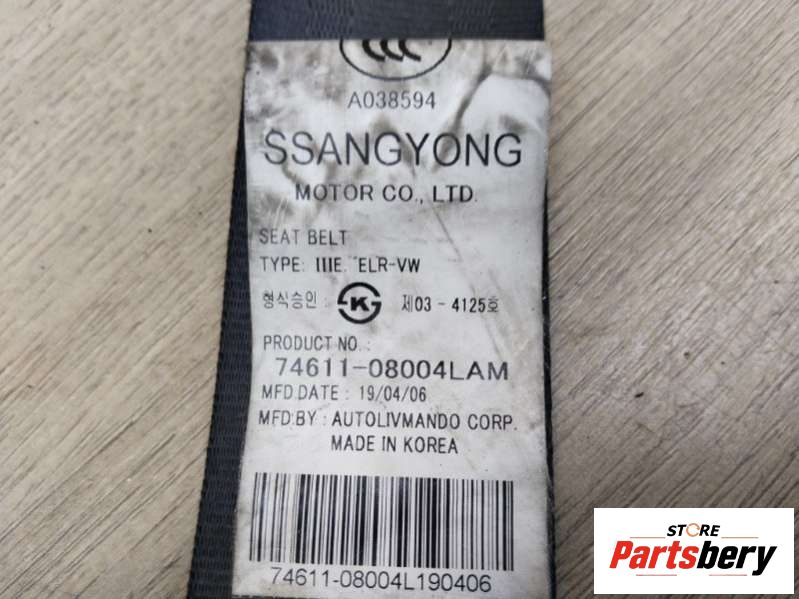 CCC
A038594
SSANGYONG
MOTOR CO., LTD.
SEAT BELT
TYPE: IIIE. ELR-VW
형식승인 : K 제03 - 4125호
PRODUCT NO. :
74611-08004LAM
MFD.DATE : 19/04/06
MFD.BY : AUTOLIVMANDO CORP.
MADE IN KOREA
74611-08004L190406
STORE
Partsbery